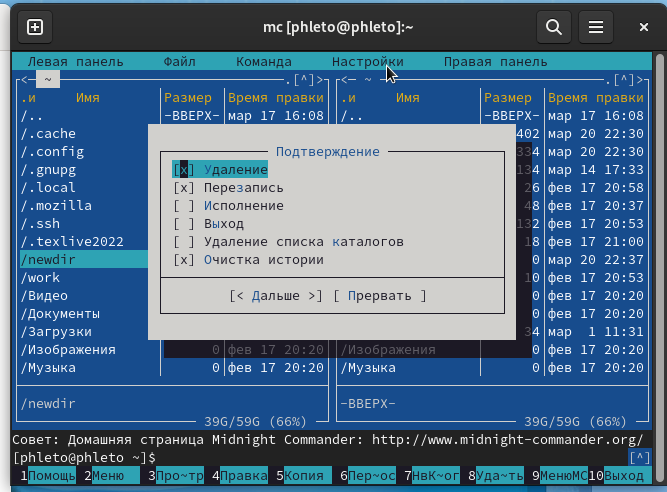 mc [phleto@phleto]:~
Левая панель Файл Команда Настройки Правая панель
<─ ~ .[^]> <─ ~ .[^]>
.и Имя Размер Время правки .и Имя Размер Время правки
/.. -ВВЕРХ- мар 17 16:08 /.. -ВВЕРХ- мар 17 16:08
/.cache 402 мар 20 22:30
/.config Подтверждение 334 мар 20 22:30
/.gnupg [x] Удаление 134 мар 14 17:33
/.local [x] Перезапись 26 фев 17 20:58
/.mozilla [ ] Исполнение 48 фев 17 20:37
/.ssh [ ] Выход 132 фев 17 20:53
/.texlive2022 [ ] Удаление списка каталогов 18 фев 17 21:00
/newdir [x] Очистка истории 0 мар 20 22:37
/work 10 фев 17 20:53
/Видео [< Дальше >] [ Прервать ] 0 фев 17 20:20
/Документы 0 фев 17 20:20
/Загрузки 34 мар 1 11:31
/Изображения 0 фев 17 20:20 /Изображения 0 фев 17 20:20
/Музыка 0 фев 17 20:20 /Музыка 0 фев 17 20:20
/newdir -ВВЕРХ-
39G/59G (66%) 39G/59G (66%)
Совет: Домашняя страница Midnight Commander: http://www.midnight-commander.org/
[phleto@phleto ~]$ [^]
1Помощь 2Меню 3Про~тр 4Правка 5Копия 6Пер~ос 7НвК~ог 8Уда~ть 9МенюМС 10Выход